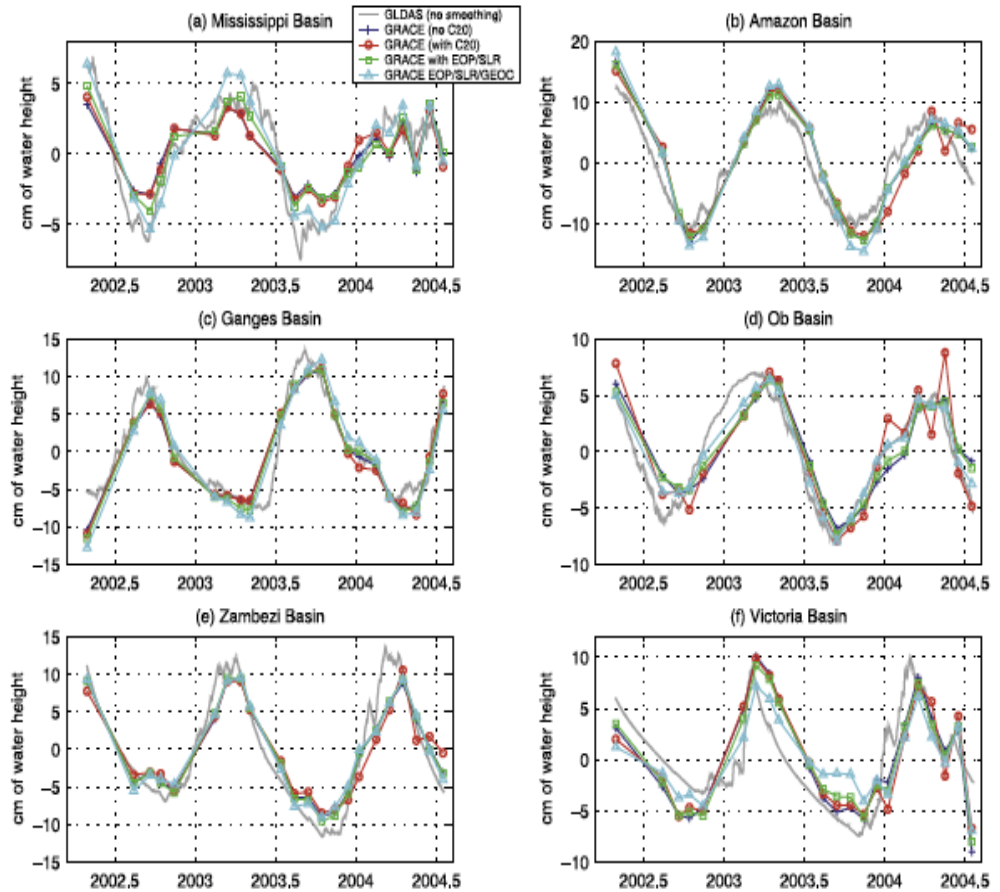 (a) Mississippi Basin
GLDAS (no smoothing)
GRACE (no C20)
GRACE (with C20)
GRACE with EOP/SLR
GRACE EOP/SLR/GEOC
cm of water height
5
0
−5
2002.5 2003 2003.5 2004 2004.5
(b) Amazon Basin
cm of water height
20
10
0
−10
2002.5 2003 2003.5 2004 2004.5
(c) Ganges Basin
cm of water height
15
10
5
0
−5
−10
−15
2002.5 2003 2003.5 2004 2004.5
(d) Ob Basin
cm of water height
10
5
0
−5
−10
2002.5 2003 2003.5 2004 2004.5
(e) Zambezi Basin
cm of water height
15
10
5
0
−5
−10
−15
2002.5 2003 2003.5 2004 2004.5
(f) Victoria Basin
cm of water height
10
5
0
−5
−10
2002.5 2003 2003.5 2004 2004.5